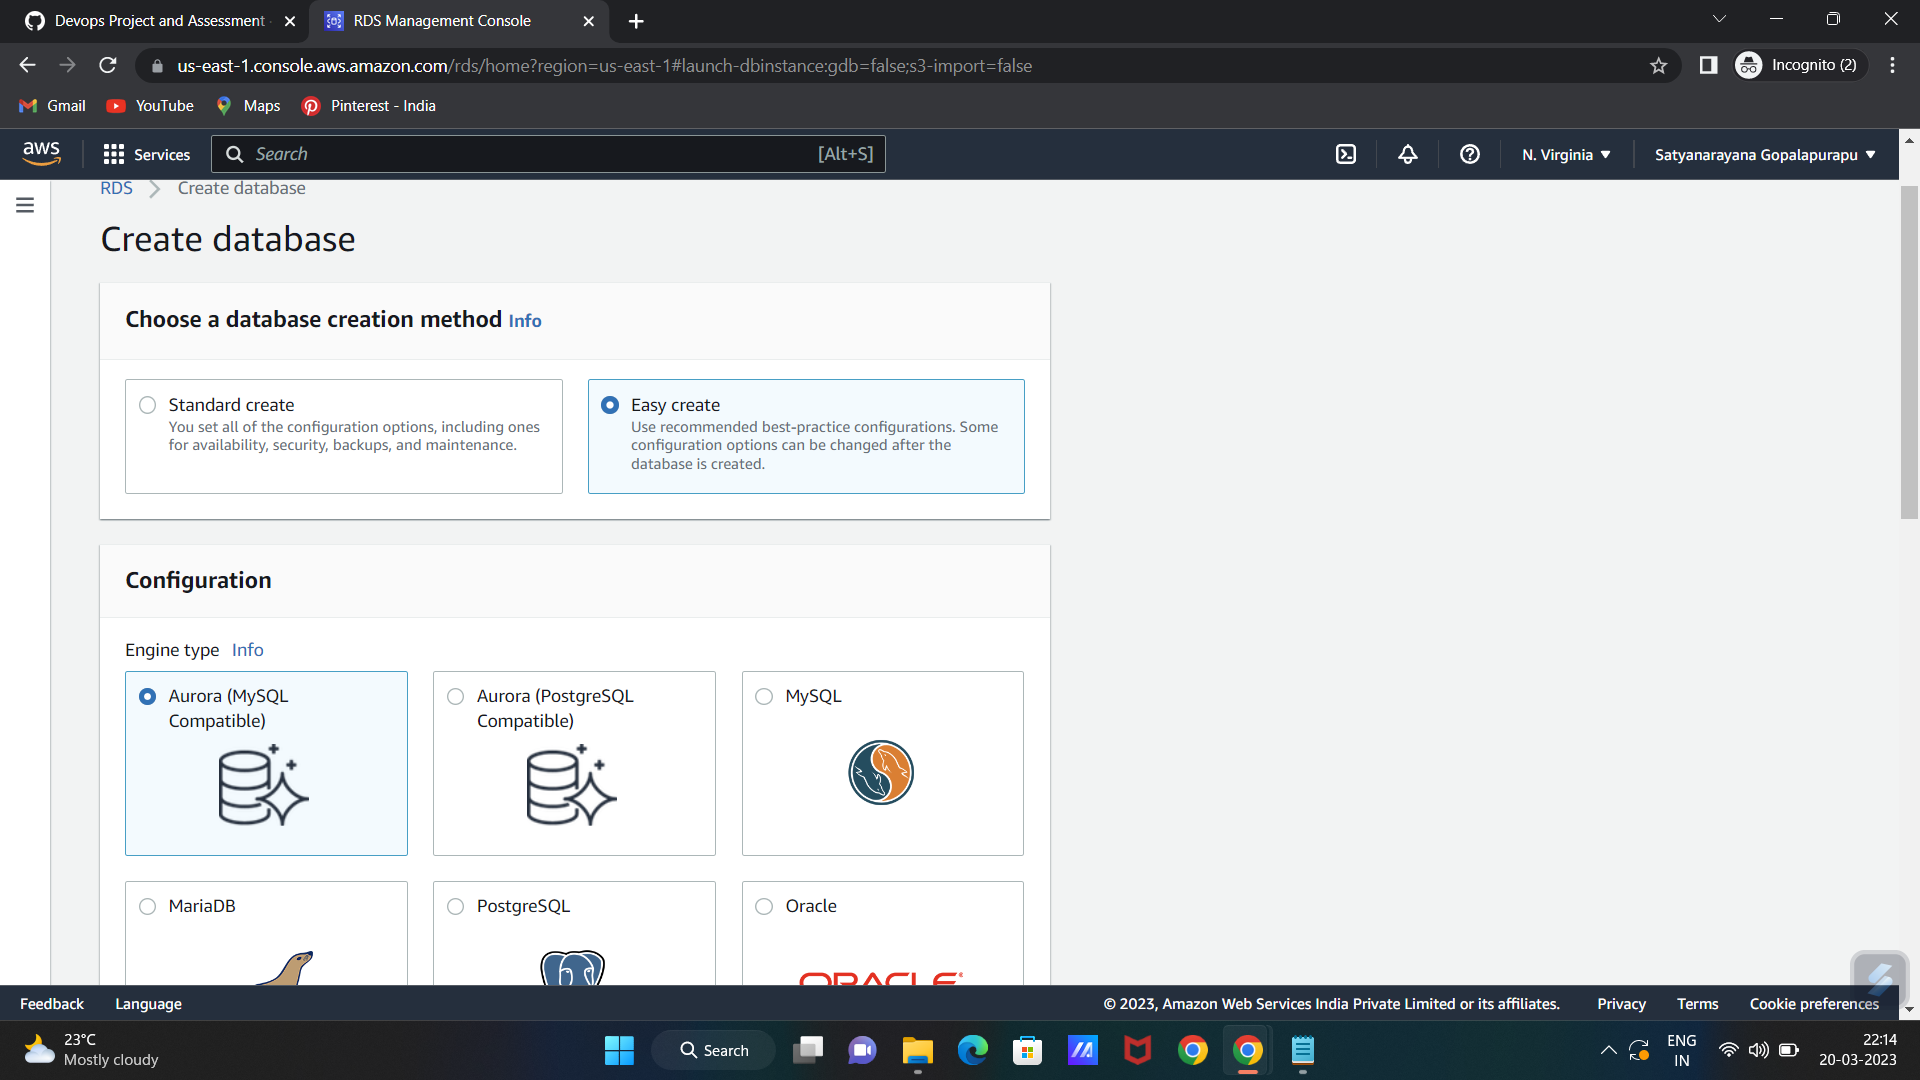 Devops Project and Assessment
RDS Management Console
us-east-1.console.aws.amazon.com/rds/home?region=us-east-1#launch-dbinstance:gdb=false;s3-import=false
Incognito (2)
Gmail
YouTube
Maps
Pinterest - India
aws
Services
Search
[Alt+S]
N. Virginia
Satyanarayana Gopalapurapu
RDS
Create database
Create database
Choose a database creation method Info
Standard create
You set all of the configuration options, including ones
for availability, security, backups, and maintenance.
Easy create
Use recommended best-practice configurations. Some
configuration options can be changed after the
database is created.
Configuration
Engine type Info
Aurora (MySQL
Compatible)
Aurora (PostgreSQL
Compatible)
MySQL
MariaDB
PostgreSQL
Oracle
ORACLE
Feedback
Language
© 2023, Amazon Web Services India Private Limited or its affiliates.
Privacy
Terms
Cookie preferences
23°C
Mostly cloudy
Search
ENG
IN
22:14
20-03-2023